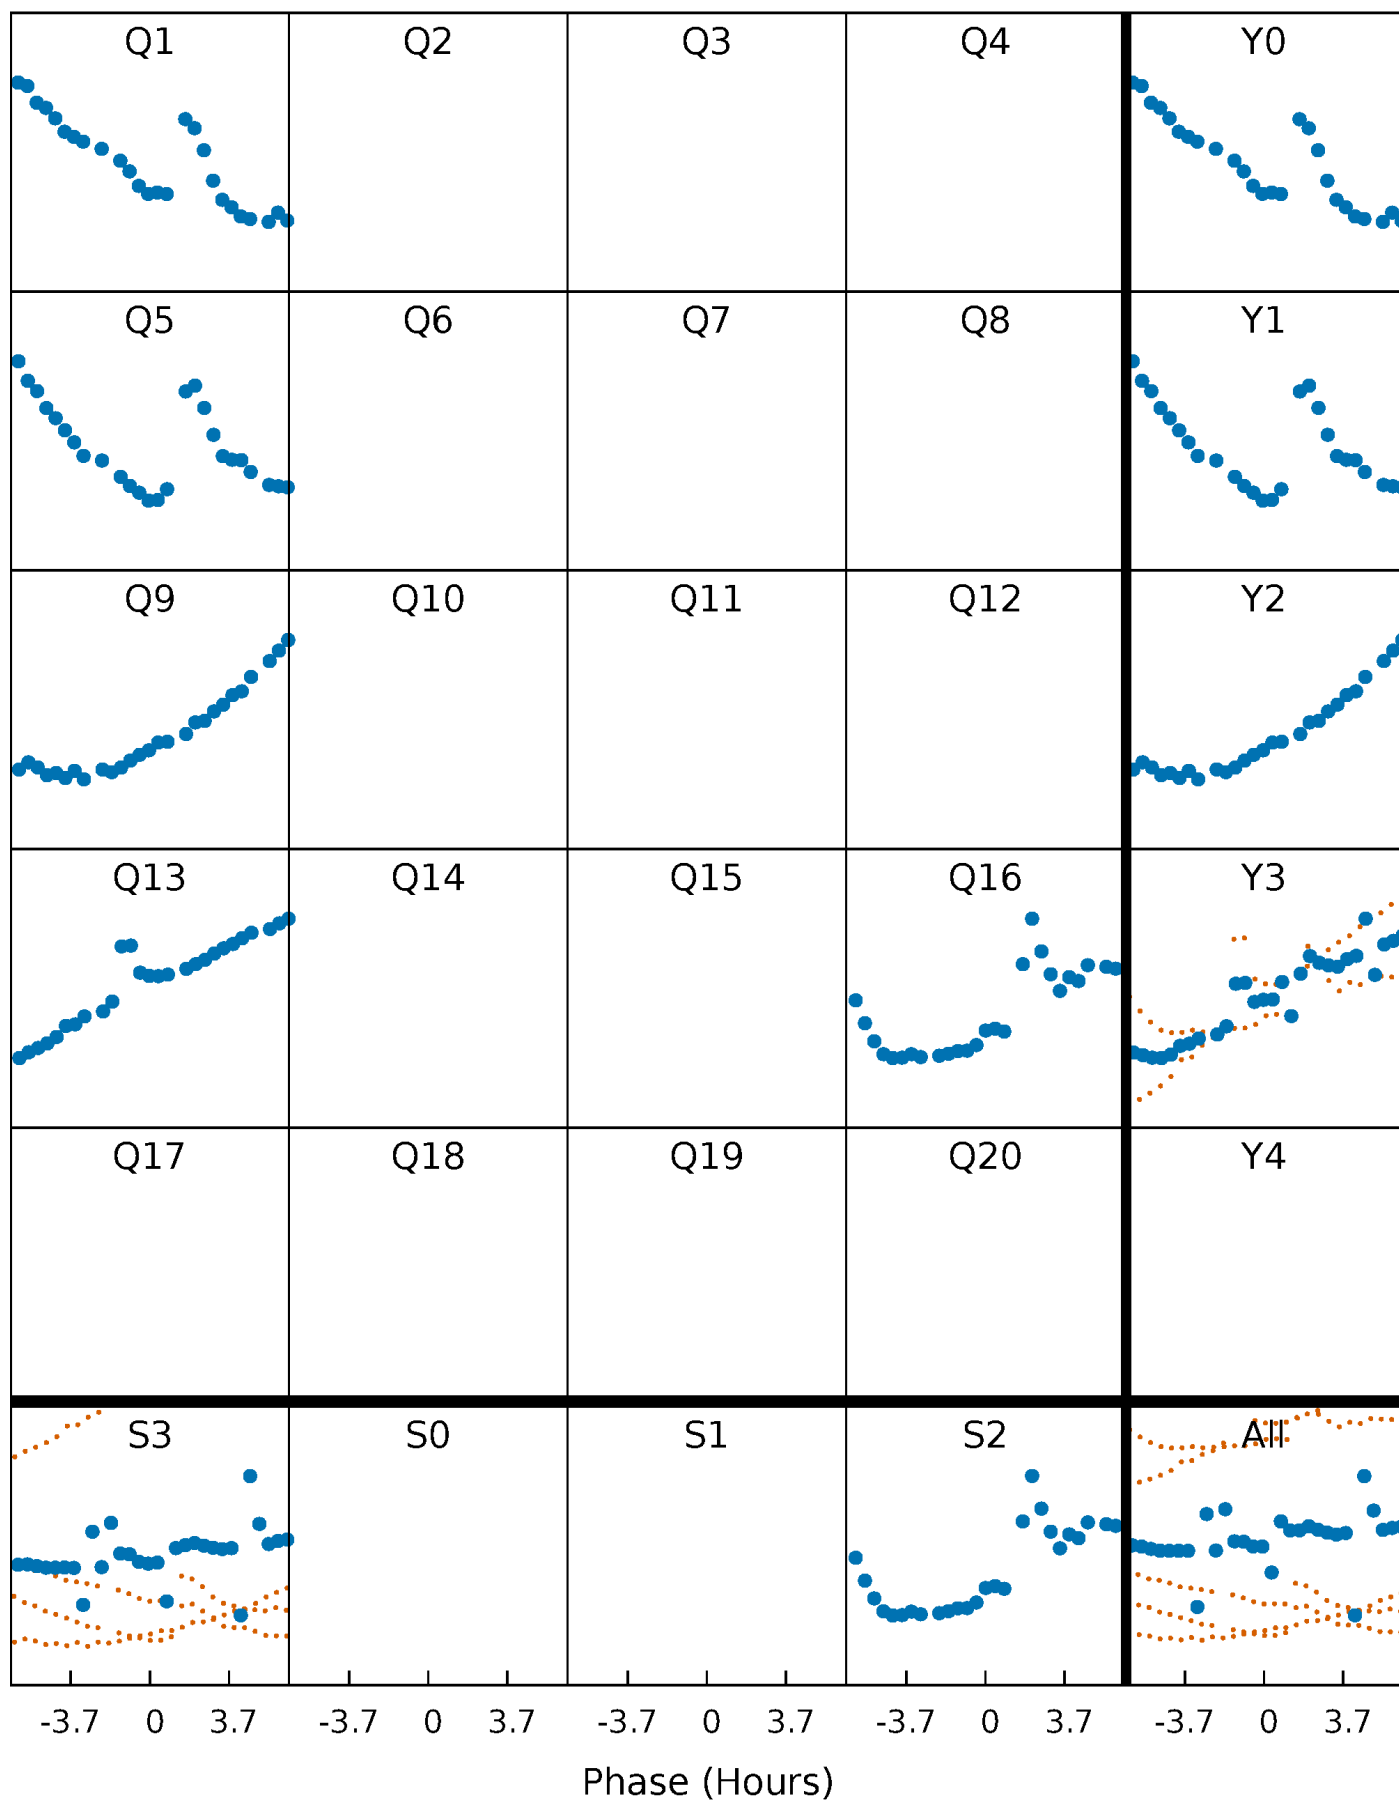 Q1 Q2 Q3 Q4 Y0
Q5 Q6 Q7 Q8 Y1
Q9 Q10 Q11 Q12 Y2
Q13 Q14 Q15 Q16 Y3
Q17 Q18 Q19 Q20 Y4
S3 S0 S1 S2 All
-3.7 0 3.7 -3.7 0 3.7 -3.7 0 3.7 -3.7 0 3.7 -3.7 0 3.7
Phase (Hours)